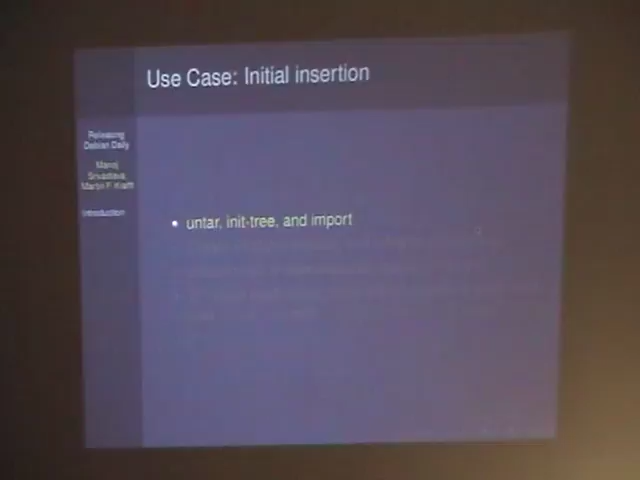 Use Case: Initial insertion
Releasing
Debian Daily
Manoj
Srivastava,
Martin F. Krafft
Introduction
untar, init-tree, and import